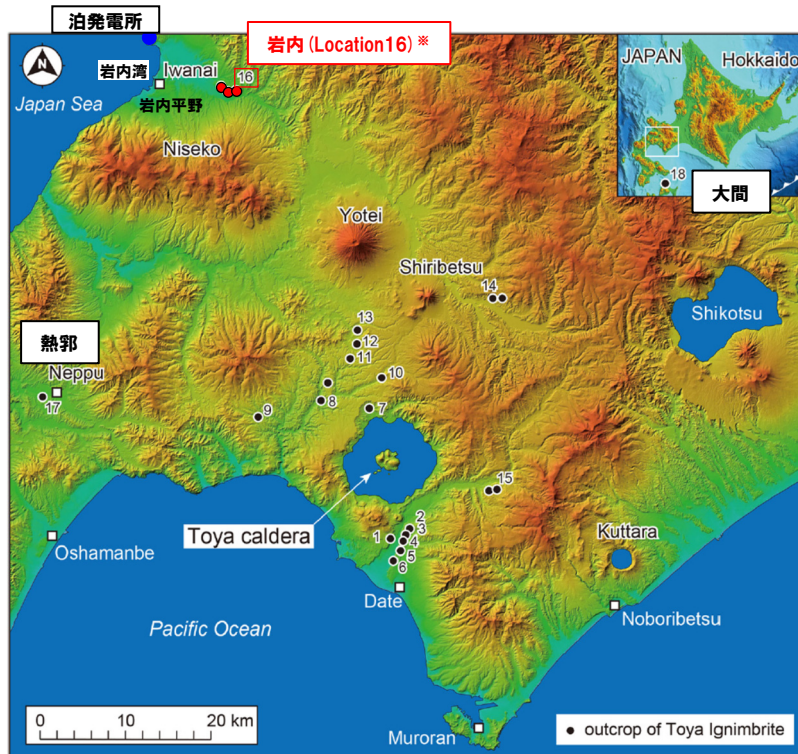 泊発電所
岩内 (Location16) ※
N
岩内湾
Iwanai
16
Japan Sea
岩内平野
JAPAN
Hokkaido
18
大間
Niseko
Yotei
Shiribetsu
14
Shikotsu
13
12
11
10
熱郛
Neppu
17
9
8
7
15
Toya caldera
2
3
1
4
5
6
Kuttara
Oshamanbe
Date
Noboribetsu
Pacific Ocean
0 10 20 km
Muroran
outcrop of Toya Ignimbrite